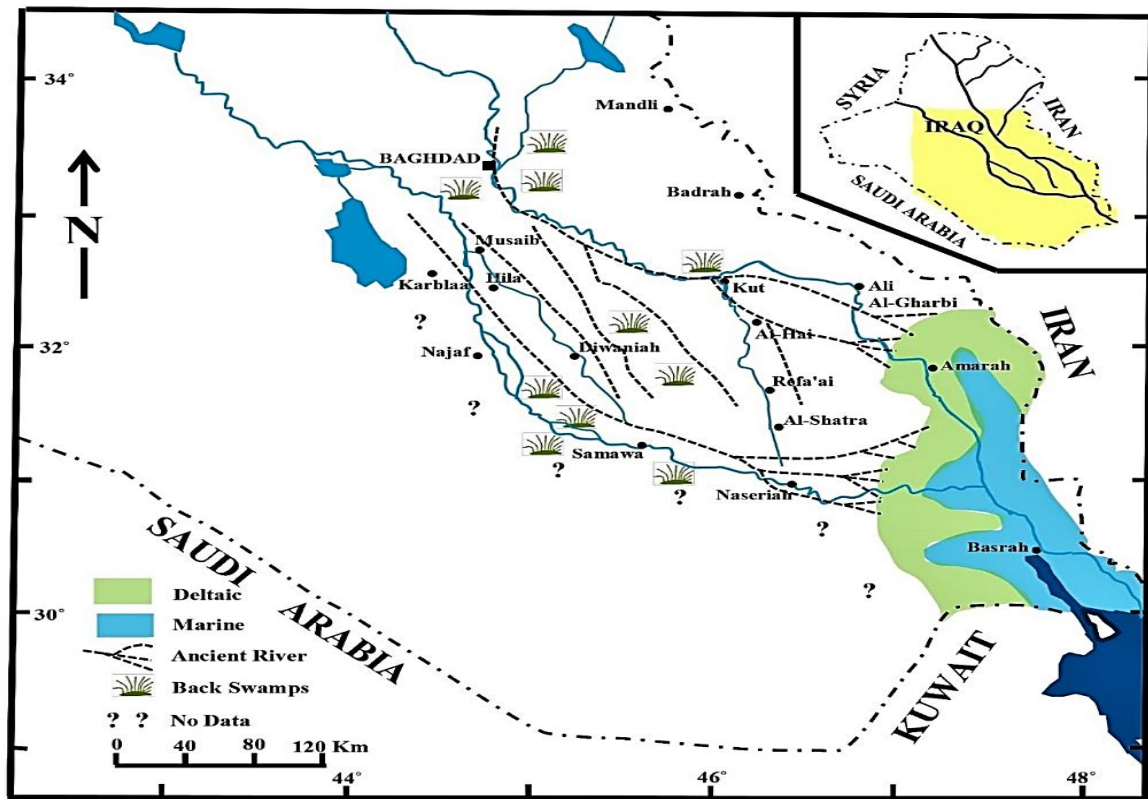 34°
32°
30°
44°
46°
48°
N
Mandli
BAGHDAD
Badrah
Musaib
Karblaa
Hila
Kut
Ali
Al-Gharbi
?
Najaf
Diwaniah
Al-Hai
Amarah
Refa'ai
?
Al-Shatra
Samawa
?
?
Naseriah
?
Basrah
?
IRAN
SAUDI ARABIA
KUWAIT
SYRIA
IRAN
IRAQ
SAUDI ARABIA
Deltaic
Marine
Ancient River
Back Swamps
? ? No Data
0 40 80 120 Km